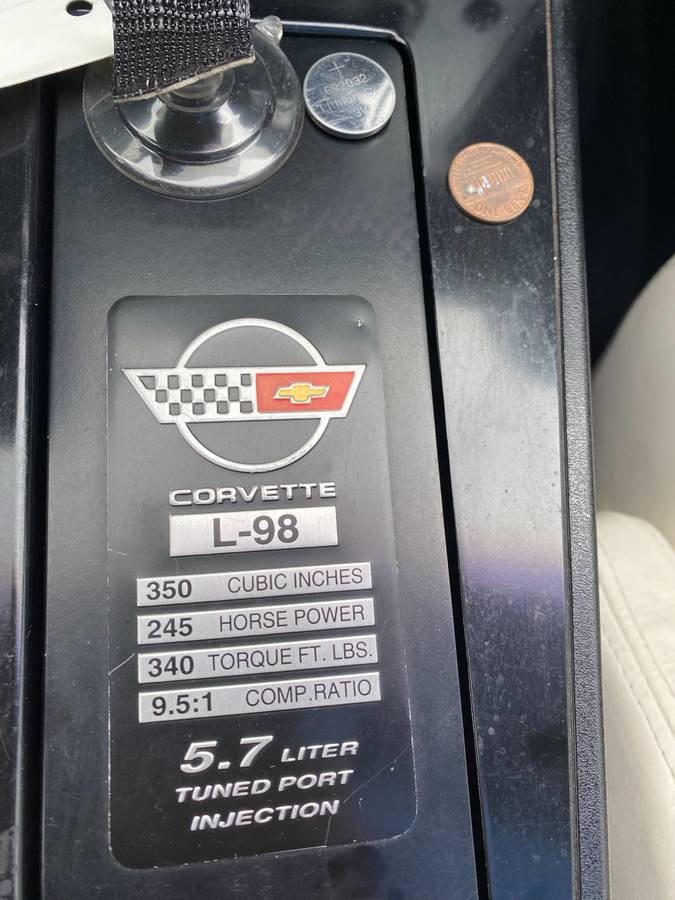 CR2032
CORVETTE
L-98
350 CUBIC INCHES
245 HORSE POWER
340 TORQUE FT. LBS.
9.5:1 COMP.RATIO
5.7 LITER
TUNED PORT
INJECTION